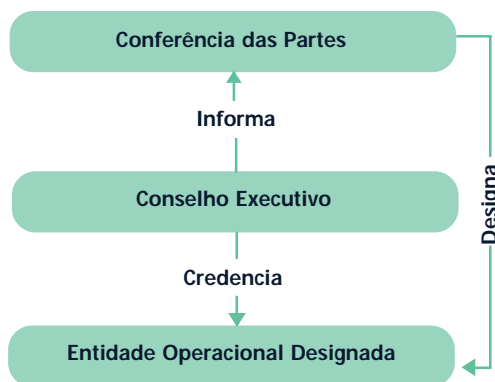 Conferência das Partes
Informa
Designa
Conselho Executivo
Credencia
Entidade Operacional Designada